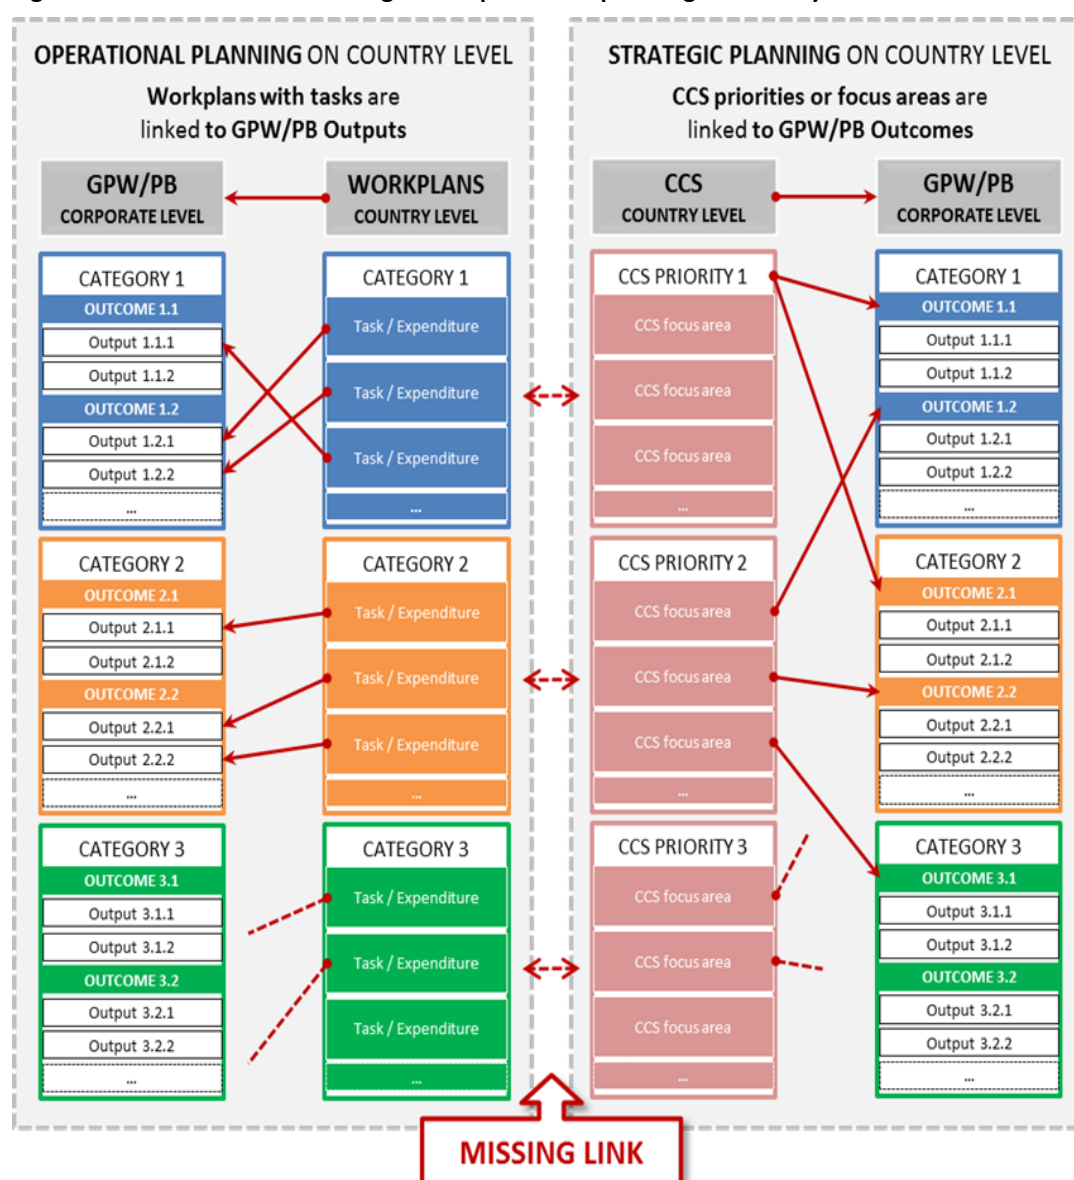 OPERATIONAL PLANNING ON COUNTRY LEVEL
Workplans with tasks are
linked to GPW/PB Outputs
GPW/PB
CORPORATE LEVEL
WORKPLANS
COUNTRY LEVEL
CATEGORY 1
OUTCOME 1.1
Output 1.1.1
Output 1.1.2
OUTCOME 1.2
Output 1.2.1
Output 1.2.2
...
CATEGORY 1
Task / Expenditure
Task / Expenditure
Task / Expenditure
...
CATEGORY 2
OUTCOME 2.1
Output 2.1.1
Output 2.1.2
OUTCOME 2.2
Output 2.2.1
Output 2.2.2
...
CATEGORY 2
Task / Expenditure
Task / Expenditure
Task / Expenditure
...
CATEGORY 3
OUTCOME 3.1
Output 3.1.1
Output 3.1.2
OUTCOME 3.2
Output 3.2.1
Output 3.2.2
...
CATEGORY 3
Task / Expenditure
Task / Expenditure
Task / Expenditure
...
STRATEGIC PLANNING ON COUNTRY LEVEL
CCS priorities or focus areas are
linked to GPW/PB Outcomes
CCS
COUNTRY LEVEL
GPW/PB
CORPORATE LEVEL
CCS PRIORITY 1
CCS focus area
CCS focus area
CCS focus area
...
CATEGORY 1
OUTCOME 1.1
Output 1.1.1
Output 1.1.2
OUTCOME 1.2
Output 1.2.1
Output 1.2.2
...
CCS PRIORITY 2
CCS focus area
CCS focus area
CCS focus area
...
CATEGORY 2
OUTCOME 2.1
Output 2.1.1
Output 2.1.2
OUTCOME 2.2
Output 2.2.1
Output 2.2.2
...
CCS PRIORITY 3
CCS focus area
CCS focus area
CCS focus area
...
CATEGORY 3
OUTCOME 3.1
Output 3.1.1
Output 3.1.2
OUTCOME 3.2
Output 3.2.1
Output 3.2.2
...
MISSING LINK